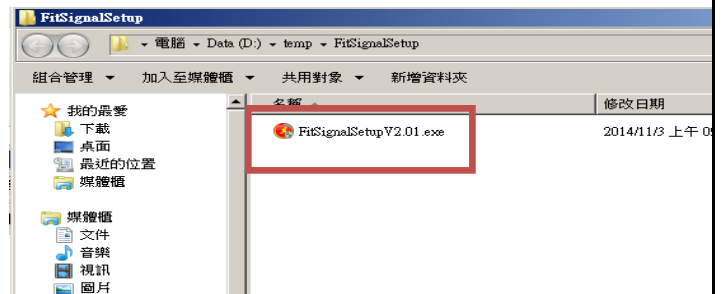 FitSignalSetup
電腦 Data (D:) temp FitSignalSetup
組合管理 加入至媒體櫃 共用對象 新增資料夾
我的最愛
下載
桌面
最近的位置
媒體櫃
媒體櫃
文件
音樂
視訊
圖片
名稱 修改日期
FitSignalSetupV2.01.exe 2014/11/3 上午